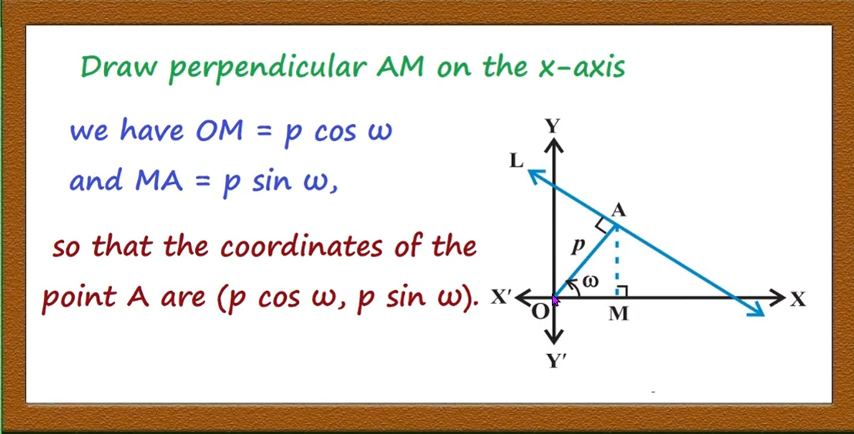 Draw perpendicular AM on the x-axis
we have OM = p cos ω
and MA = p sin ω,
so that the coordinates of the
point A are (p cos ω, p sin ω).
Y
L
A
p
ω
X′
O
M
X
Y′